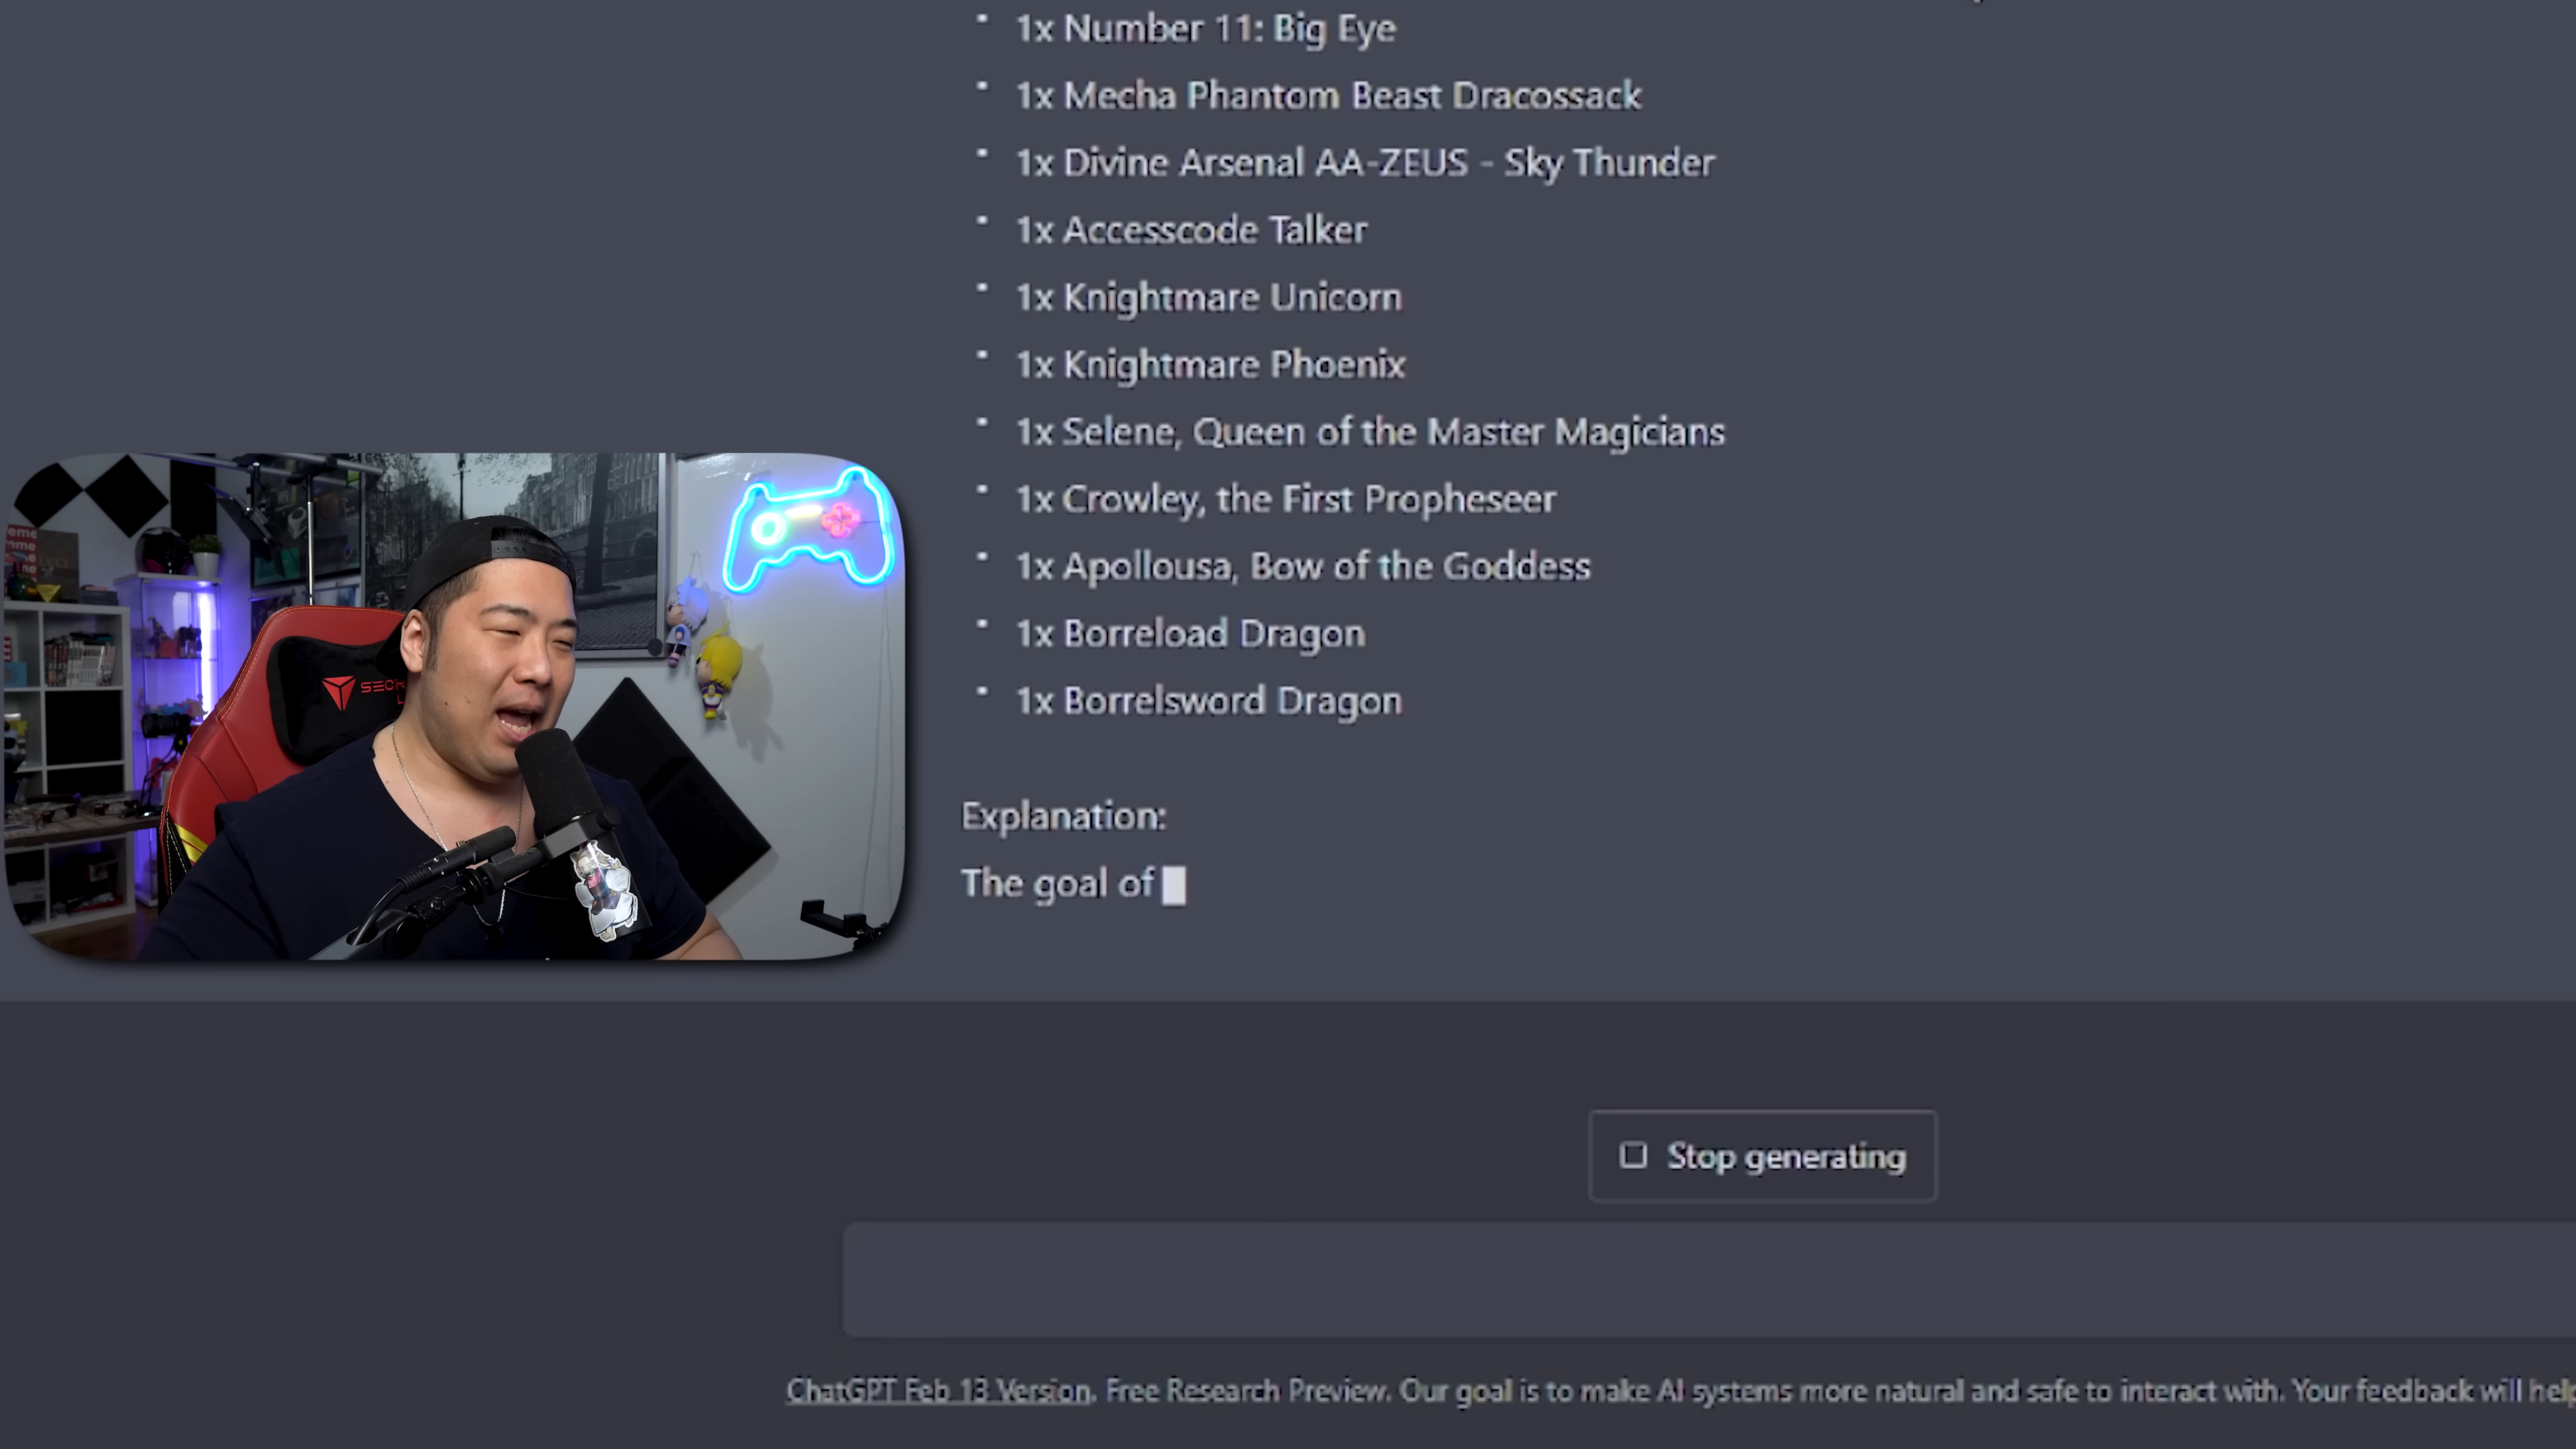 1x Number 11: Big Eye
1x Mecha Phantom Beast Dracossack
1x Divine Arsenal AA-ZEUS - Sky Thunder
1x Accesscode Talker
1x Knightmare Unicorn
1x Knightmare Phoenix
1x Selene, Queen of the Master Magicians
1x Crowley, the First Propheseer
1x Apollousa, Bow of the Goddess
1x Borreload Dragon
1x Borrelsword Dragon
Explanation:
The goal of
Stop generating
ChatGPT Feb 13 Version. Free Research Preview. Our goal is to make AI systems more natural and safe to interact with. Your feedback will help